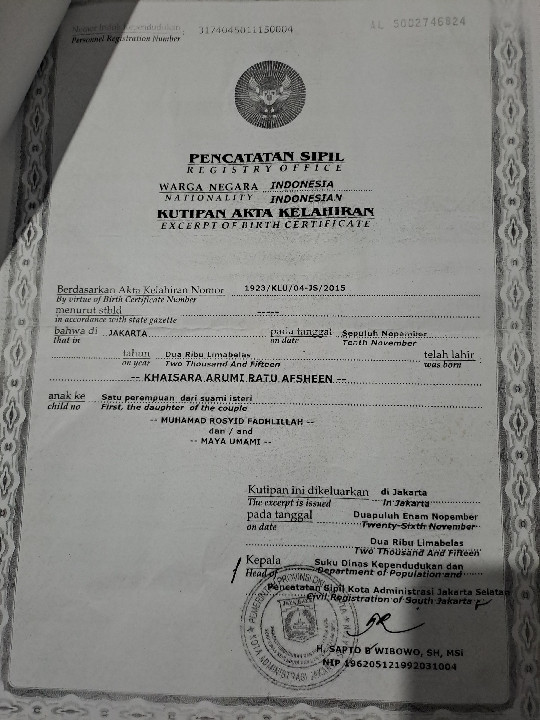 Nomor Induk Kependudukan
Personnel Registration Number
: 3174045011150004
AL 5002746824
PENCATATAN SIPIL
REGISTRY OFFICE
WARGA NEGARA INDONESIA
NATIONALITY INDONESIAN
KUTIPAN AKTA KELAHIRAN
EXCERPT OF BIRTH CERTIFICATE
Berdasarkan Akta Kelahiran Nomor 1923/KLU/04-JS/2015
By virtue of Birth Certificate Number
menurut stbld -----
in accordance with state gazette
bahwa di JAKARTA pada tanggal Sepuluh Nopember
that in on date Tenth November
tahun Dua Ribu Limabelas telah lahir
on year Two Thousand And Fifteen was born
-- KHAISARA ARUMI RATU AFSHEEN --
anak ke Satu perempuan dari suami isteri
child no First, the daughter of the couple
-- MUHAMAD ROSYID FADHLILLAH --
dan / and
-- MAYA UMAMI --
Kutipan ini dikeluarkan di Jakarta
The excerpt is issued in Jakarta
pada tanggal Duapuluh Enam Nopember
on date Twenty-Sixth November
Dua Ribu Limabelas
Two Thousand And Fifteen
Kepala Suku Dinas Kependudukan dan
Head of Department of Population and
Pencatatan Sipil Kota Administrasi Jakarta Selatan
Civil Registration of South Jakarta
H. SAPTO B WIBOWO, SH, MSi
NIP 196205121992031004